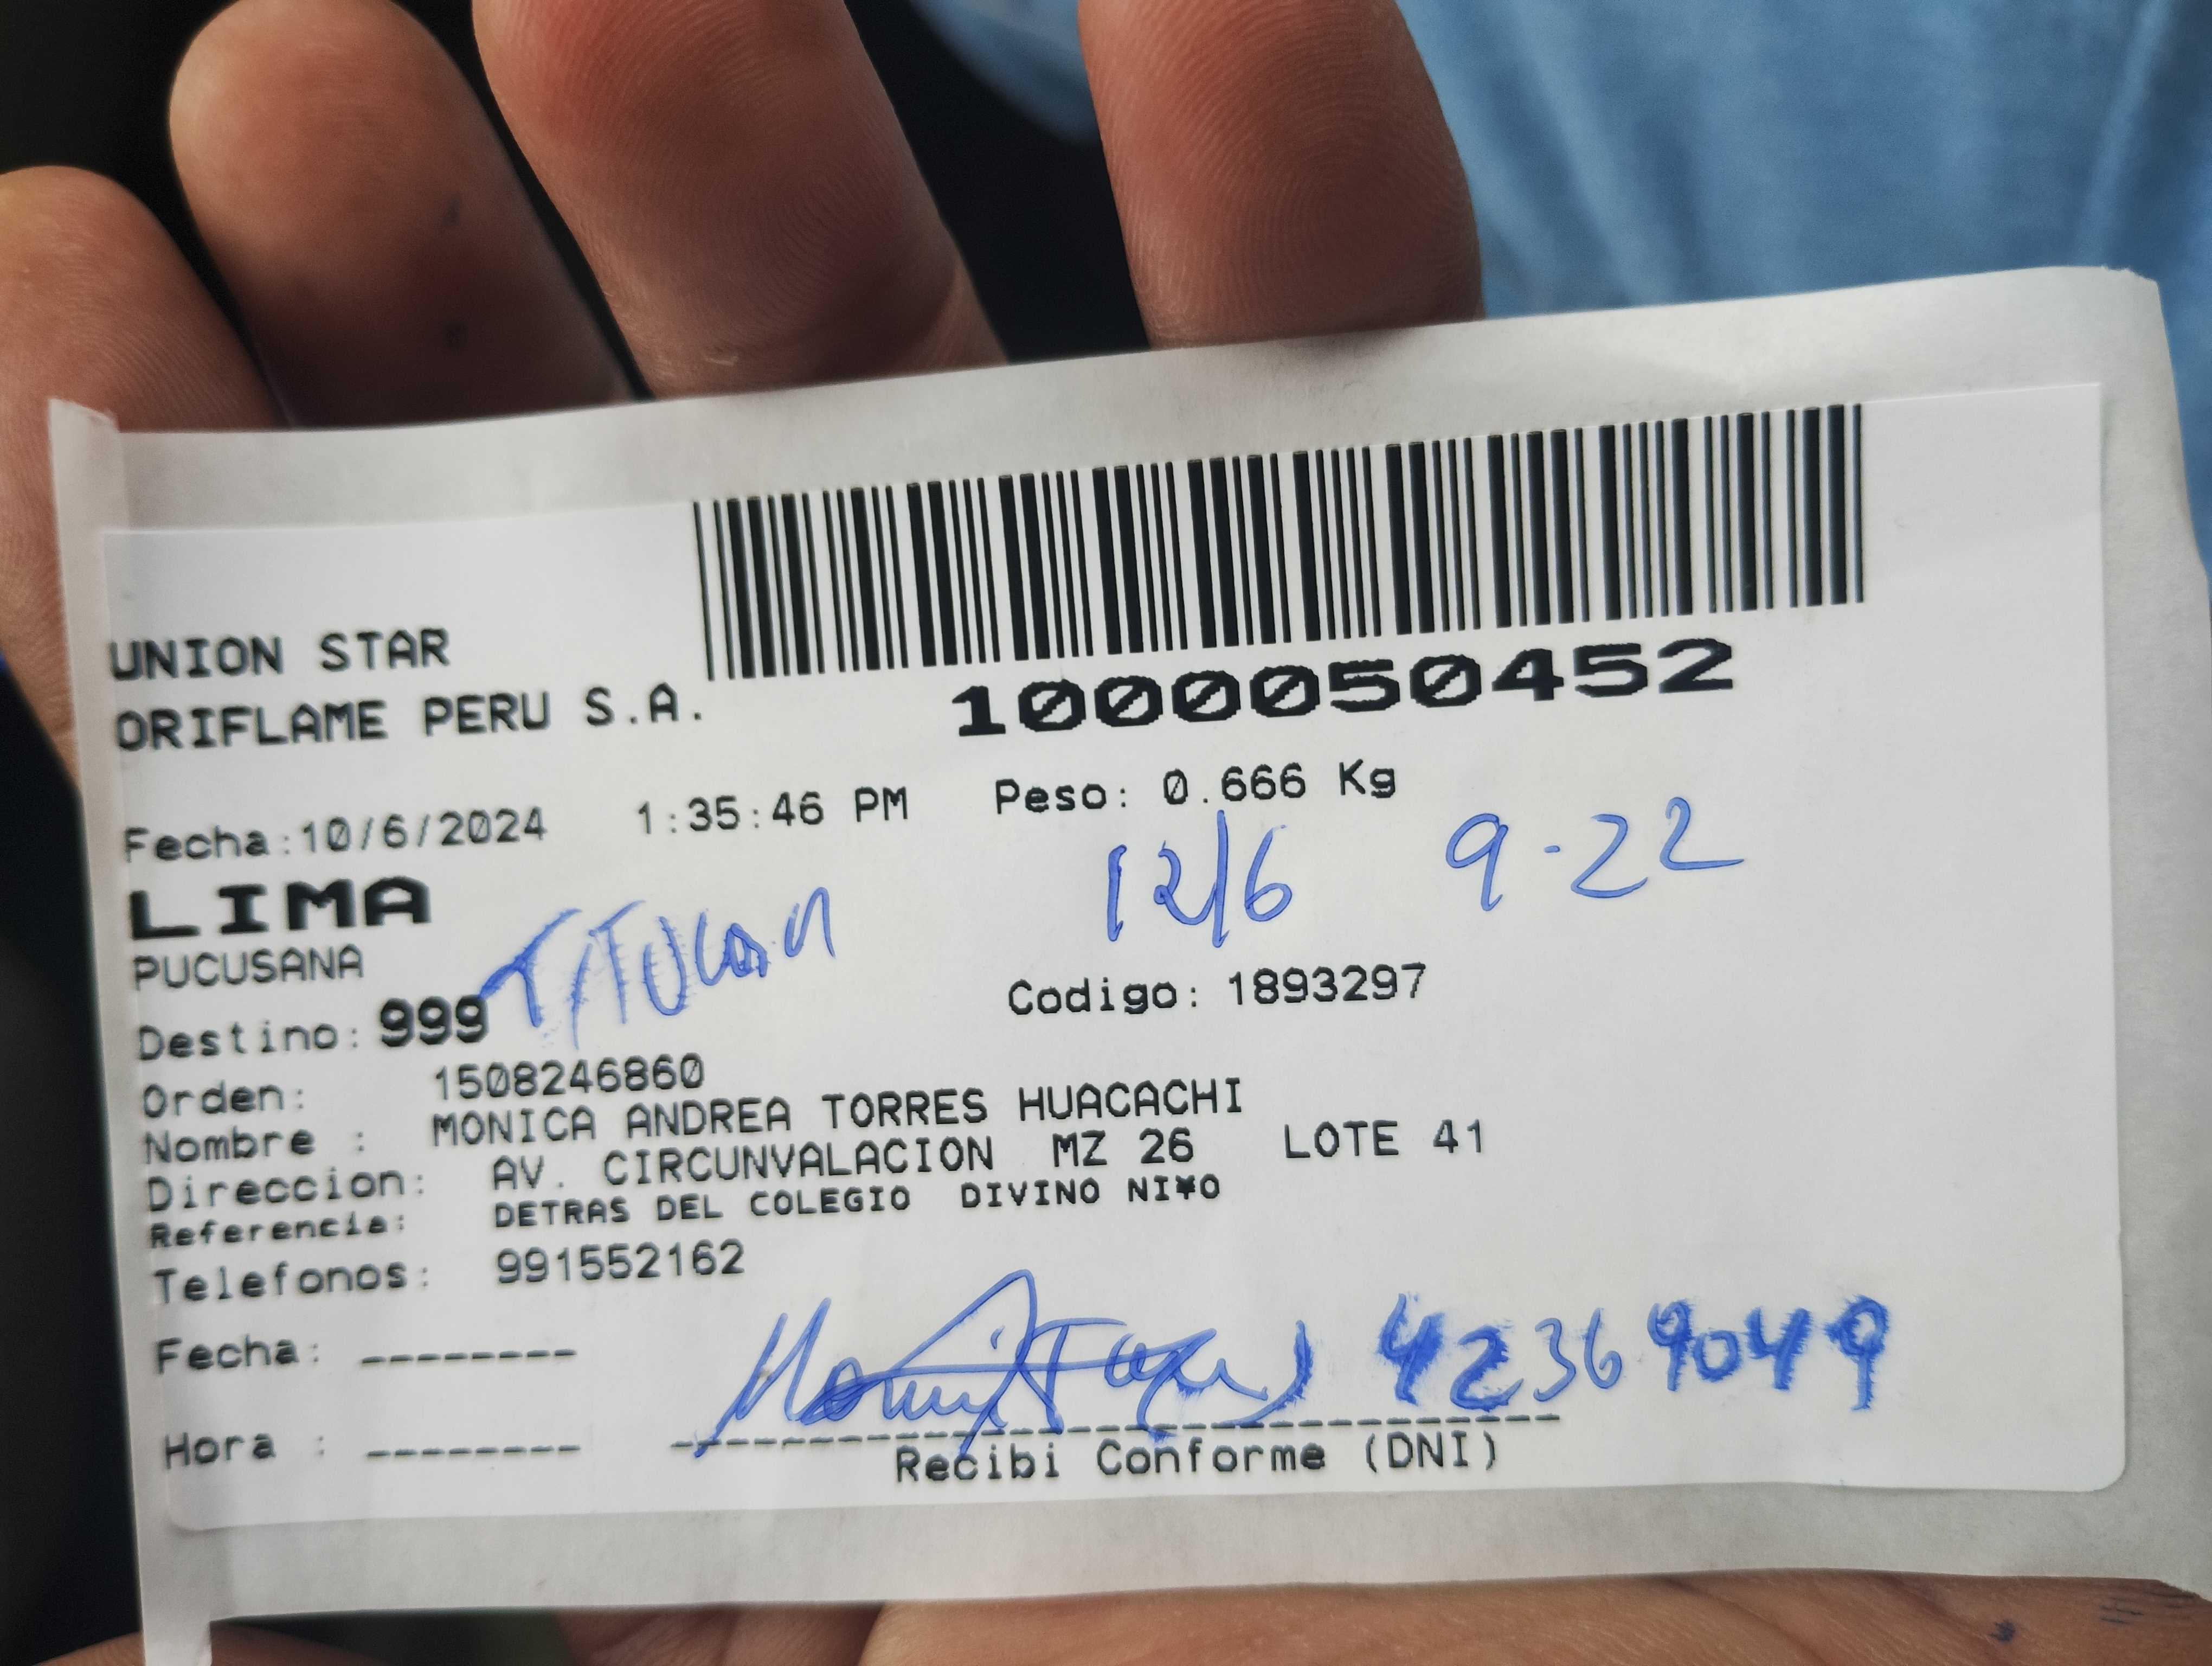 UNION STAR
ORIFLAME PERU S.A.
1000050452
Fecha:10/6/2024 1:35:46 PM Peso: 0.666 Kg
LIMA
12/6 9-22
PUCUSANA
TITULAR
Destino: 999 Codigo: 1893297
Orden: 1508246860
Nombre : MONICA ANDREA TORRES HUACACHI
Direccion: AV. CIRCUNVALACION MZ 26 LOTE 41
Referencia: DETRAS DEL COLEGIO DIVINO NI¥O
Telefonos: 991552162
Fecha: --------
42369049
Hora : --------
Recibi Conforme (DNI)